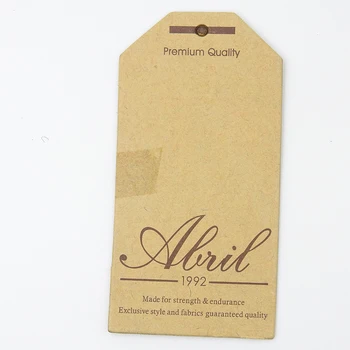 Premium Quality
Abril
1992
Made for strength & endurance
Exclusive style and fabrics guaranteed quality